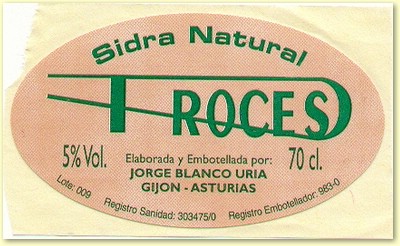 Sidra Natural
TROCES
5% Vol.
Elaborada y Embotellada por:
70 cl.
JORGE BLANCO URIA
GIJON - ASTURIAS
Lote: 009
Registro Sanidad: 303475/0
Registro Embotellador: 983-0